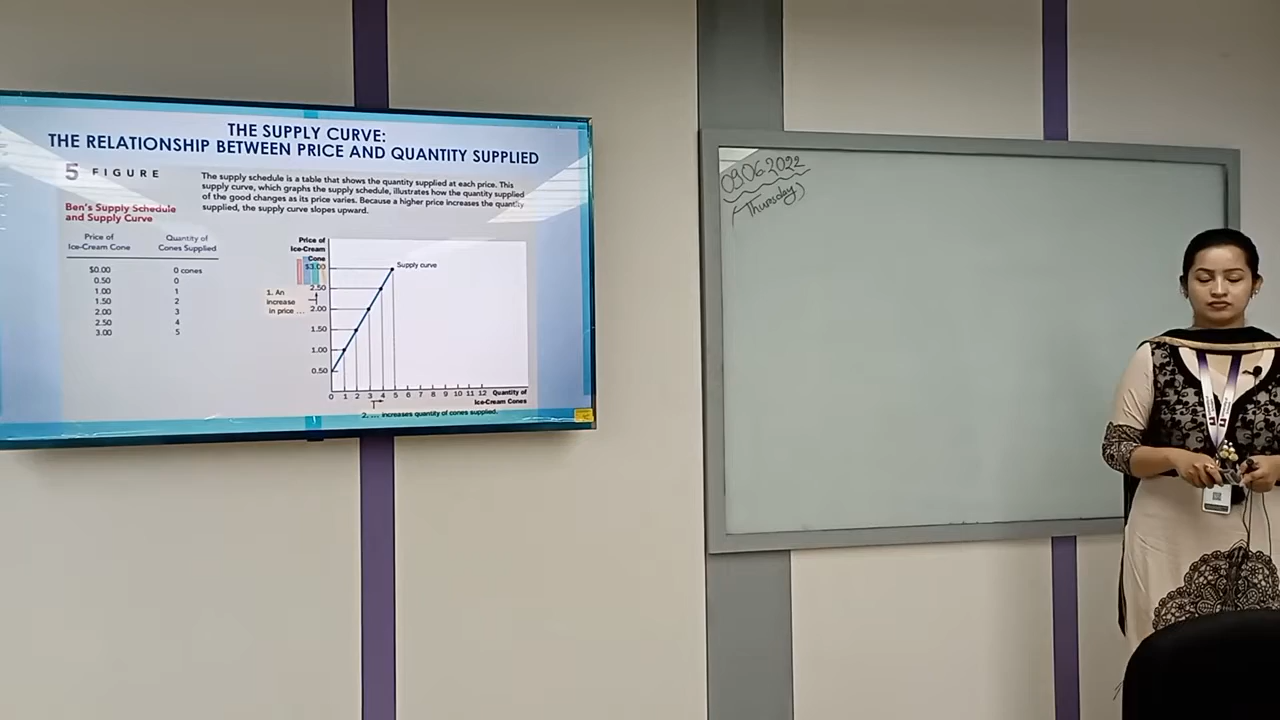 THE SUPPLY CURVE:
THE RELATIONSHIP BETWEEN PRICE AND QUANTITY SUPPLIED
5 FIGURE
The supply schedule is a table that shows the quantity supplied at each price. This
supply curve, which graphs the supply schedule, illustrates how the quantity supplied
of the good changes as its price varies. Because a higher price increases the quantity
supplied, the supply curve slopes upward.
Ben's Supply Schedule
and Supply Curve
Price of
Ice-Cream Cone
Quantity of
Cones Supplied
$0.00 0 cones
0.50 0
1.00 1
1.50 2
2.00 3
2.50 4
3.00 5
Price of
Ice-Cream
Cone
$3.00
2.50
2.00
1.50
1.00
0.50
Supply curve
1. An
increase
in price ...
0 1 2 3 4 5 6 7 8 9 10 11 12 Quantity of
Ice-Cream Cones
2. ... increases quantity of cones supplied.
09.06.2022
(Thursday)